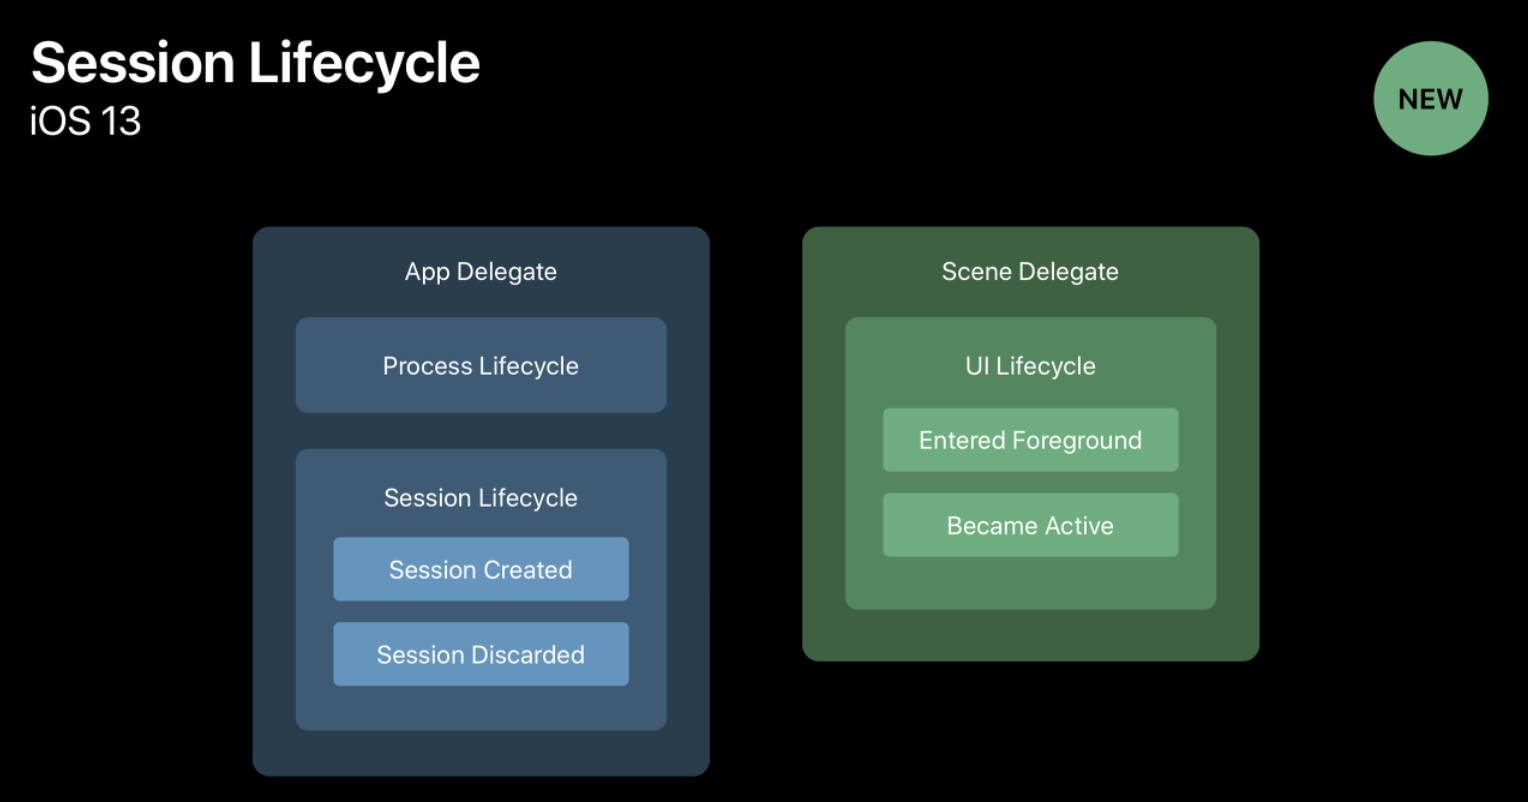 Session Lifecycle
iOS 13
NEW
App Delegate
Process Lifecycle
Session Lifecycle
Session Created
Session Discarded
Scene Delegate
UI Lifecycle
Entered Foreground
Became Active